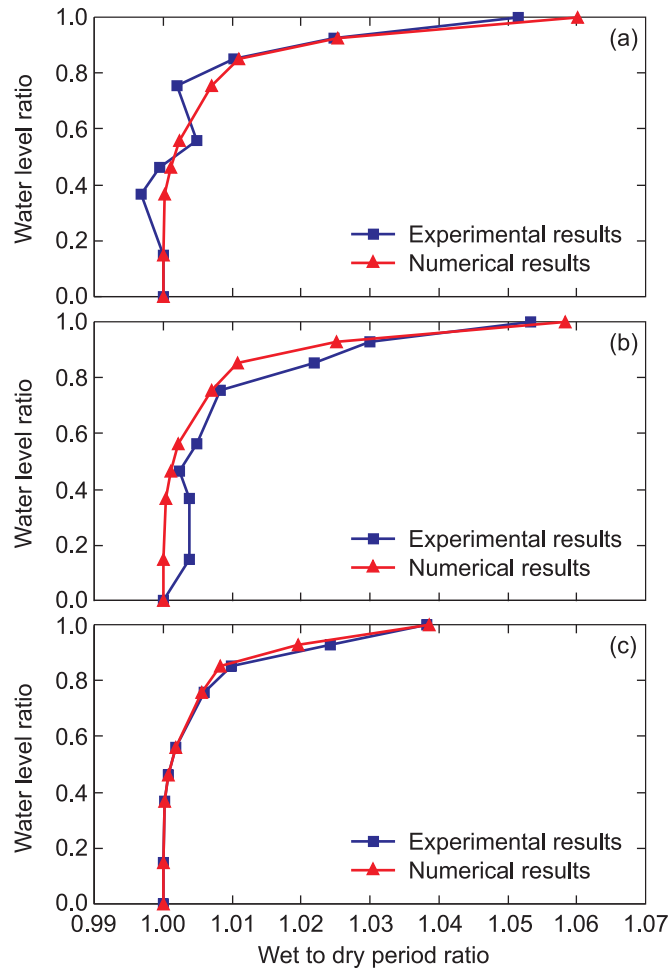 (a)
1.0
0.8
0.6
0.4
0.2
0.0
Water level ratio
Experimental results
Numerical results
(b)
1.0
0.8
0.6
0.4
0.2
0.0
Water level ratio
Experimental results
Numerical results
(c)
1.0
0.8
0.6
0.4
0.2
0.0
Water level ratio
Experimental results
Numerical results
0.99 1.00 1.01 1.02 1.03 1.04 1.05 1.06 1.07
Wet to dry period ratio